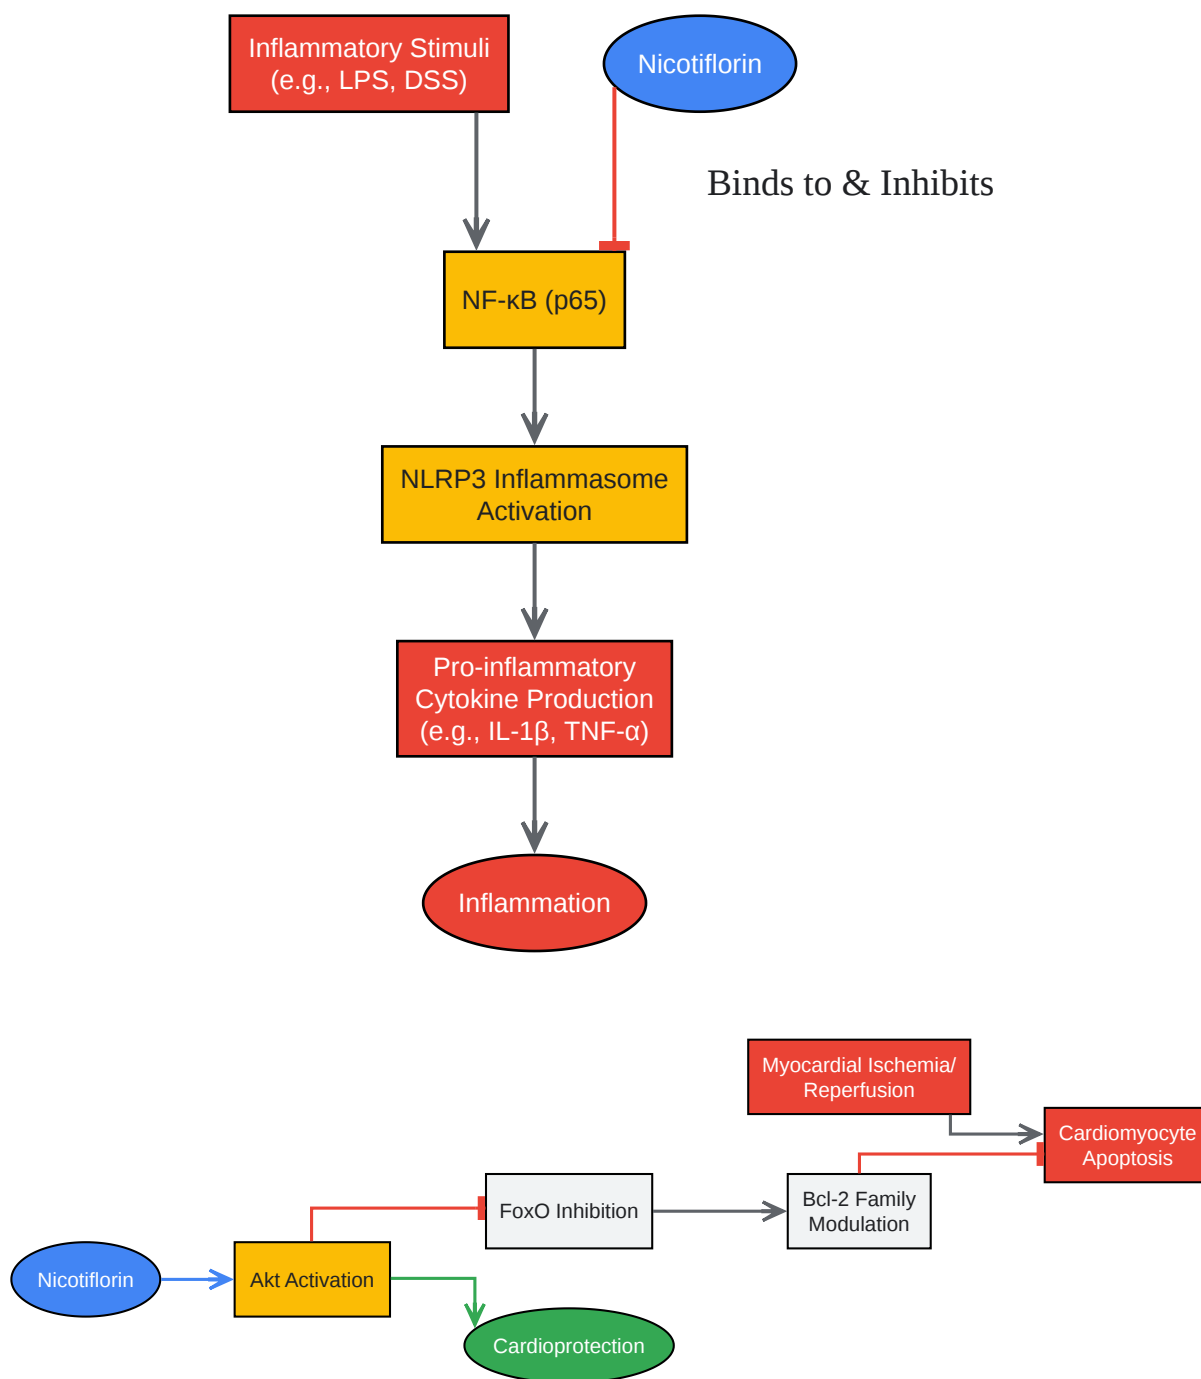 Inflammatory Stimuli
(e.g., LPS, DSS)
Nicotiflorin
Binds to & Inhibits
NF-κB (p65)
NLRP3 Inflammasome
Activation
Pro-inflammatory
Cytokine Production
(e.g., IL-1β, TNF-α)
Inflammation
Myocardial Ischemia/
Reperfusion
Cardiomyocyte
Apoptosis
FoxO Inhibition
Bcl-2 Family
Modulation
Nicotiflorin
Akt Activation
Cardioprotection